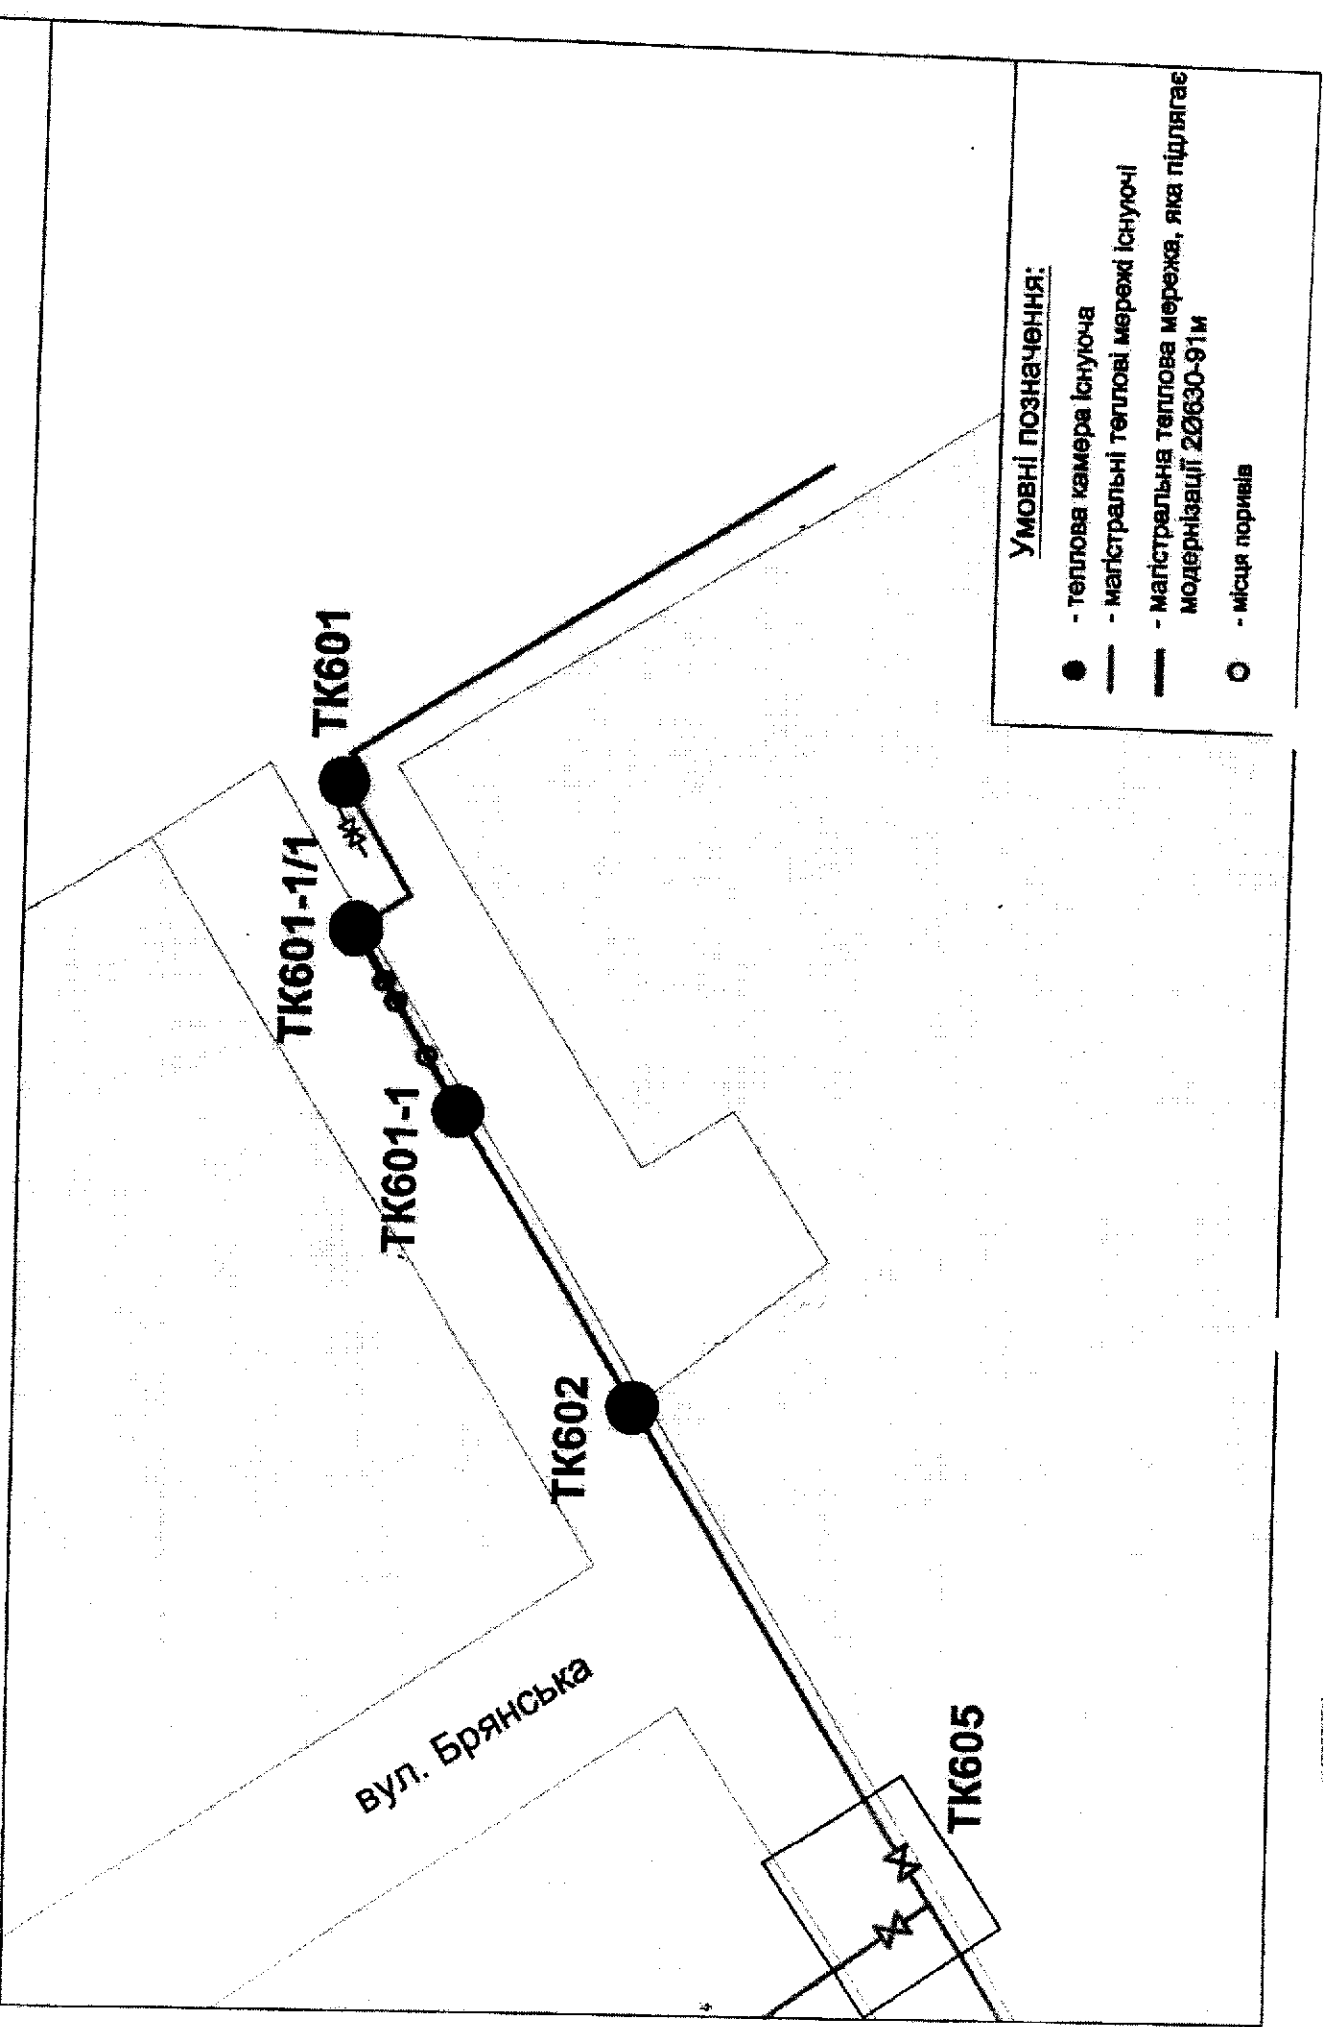 ТК601
ТК601-1/1
ТК601-1
ТК602
вул. Брянська
ТК605
Умовні позначення:
- теплова камера існуюча
- магістральні теплові мережі існуючі
- магістральна теплова мережа, яка підлягає
модернізації 2Ø630-91м
- місця поривів